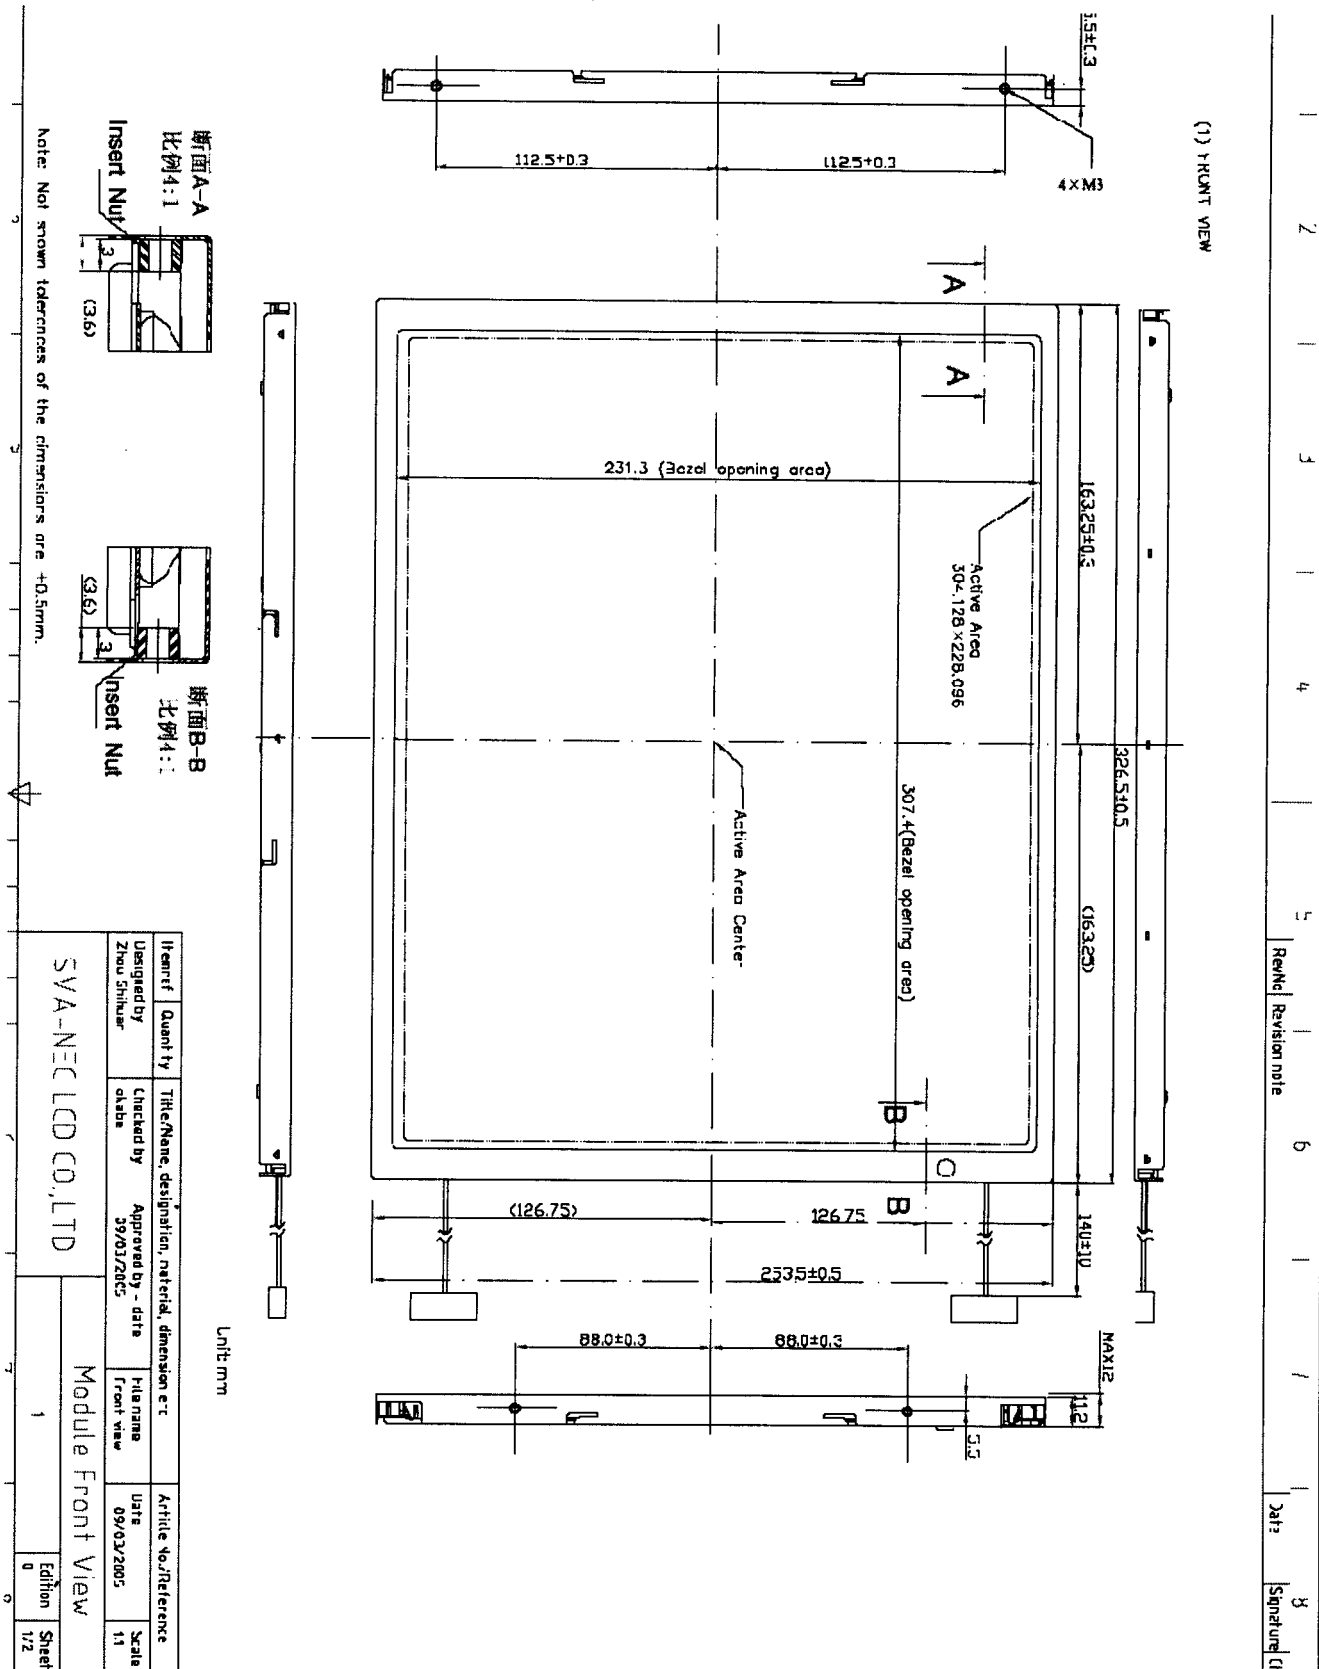 1
2
3
4
5
6
7
8
RevNo
Revision note
Date
Signature
(1) FRONT VIEW
5.5±0.3
4×M3
112.5±0.3
112.5±0.3
A
A
163.25±0.3
(163.25)
326.5±0.5
140±10
231.3 (Bezel opening area)
Active Area
304.128×228.096
307.4(Bezel opening area)
Active Area Center
B
B
C
(126.75)
126.75
253.5±0.5
88.0±0.3
88.0±0.3
MAX12
11.2
5.5
断面A-A
比例4:1
Insert Nut
3
(3.6)
断面B-B
比例4:1
Insert Nut
3
(3.6)
Note: Not shown tolerances of the dimensions are ±0.5mm.
Unit: mm
Itemref
Quantity
Title/Name, designation, material, dimension etc
Article No./Reference
Designed by
Zhou Shihuar
Checked by
okabe
Approved by - date
09/03/2005
File name
Front view
Date
09/03/2005
Scale
1:1
SVA-NEC LCD CO.,LTD
Module Front View
1
Edition
0
Sheet
1/2